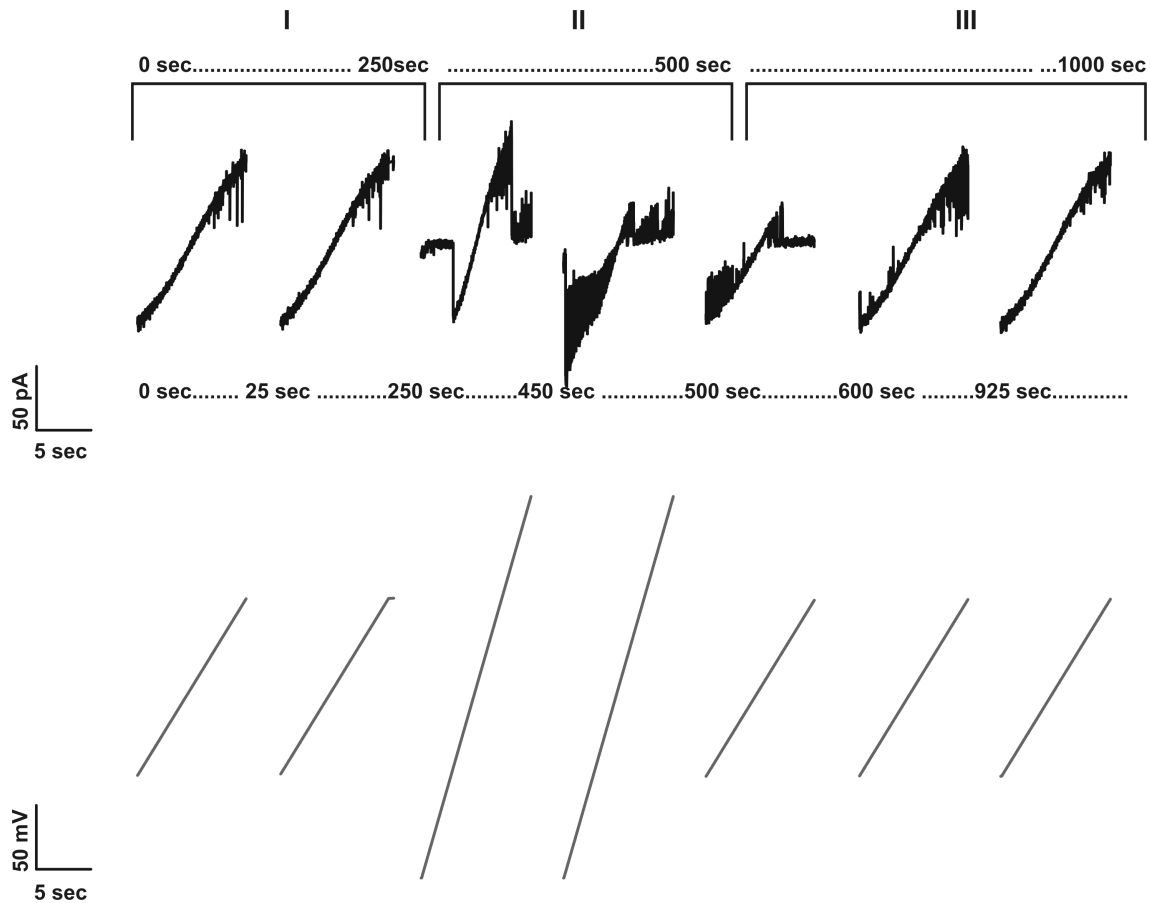 I II III
0 sec.............................. 250sec ......................................500 sec ..................................................... ...1000 sec
50 pA
0 sec........ 25 sec .............250 sec.........450 sec ...............500 sec..............600 sec .........925 sec..............
5 sec
50 mV
5 sec